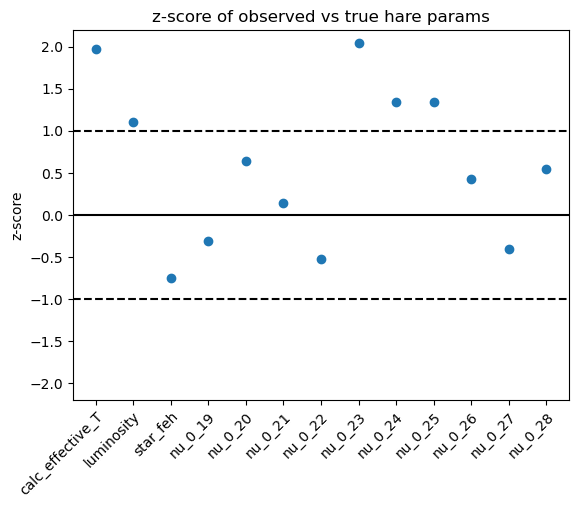 z-score of observed vs true hare params
z-score
2.0
1.5
1.0
0.5
0.0
−0.5
−1.0
−1.5
−2.0
calc_effective_T
luminosity
star_feh
nu_0_19
nu_0_20
nu_0_21
nu_0_22
nu_0_23
nu_0_24
nu_0_25
nu_0_26
nu_0_27
nu_0_28